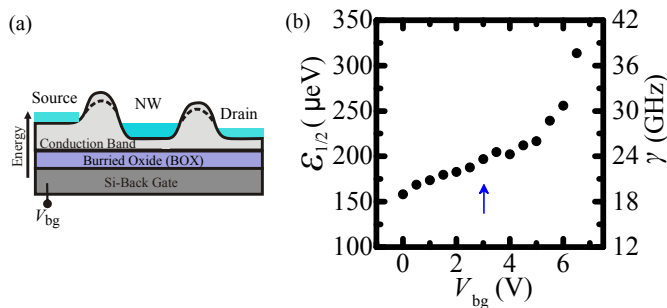 (a)
Source
NW
Drain
Energy
Conduction Band
Burried Oxide (BOX)
Si-Back Gate
V_bg
(b)
350
300
250
200
150
100
ε_1/2 (µeV)
0 2 4 6
V_bg (V)
42
36
30
24
18
12
γ (GHz)